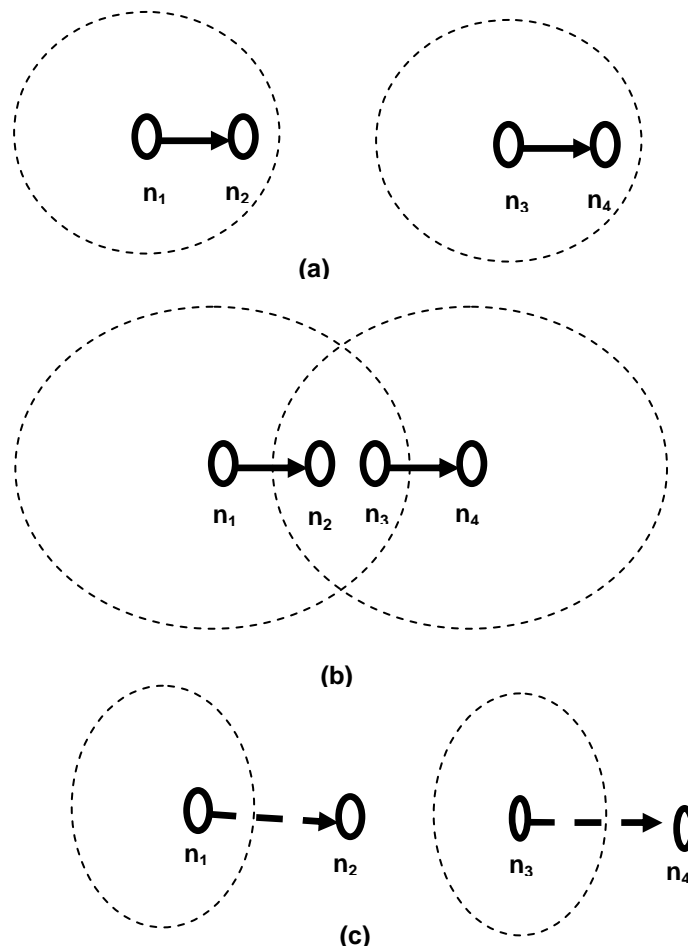 n₁ n₂ n₃ n₄
(a)
n₁ n₂ n₃ n₄
(b)
n₁ n₂ n₃ n₄
(c)